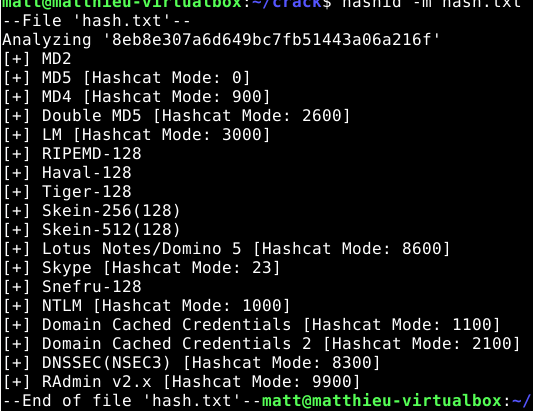 matt@matthieu-virtualbox:~/crack$ hashid -m hash.txt
--File 'hash.txt'--
Analyzing '8eb8e307a6d649bc7fb51443a06a216f'
[+] MD2
[+] MD5 [Hashcat Mode: 0]
[+] MD4 [Hashcat Mode: 900]
[+] Double MD5 [Hashcat Mode: 2600]
[+] LM [Hashcat Mode: 3000]
[+] RIPEMD-128
[+] Haval-128
[+] Tiger-128
[+] Skein-256(128)
[+] Skein-512(128)
[+] Lotus Notes/Domino 5 [Hashcat Mode: 8600]
[+] Skype [Hashcat Mode: 23]
[+] Snefru-128
[+] NTLM [Hashcat Mode: 1000]
[+] Domain Cached Credentials [Hashcat Mode: 1100]
[+] Domain Cached Credentials 2 [Hashcat Mode: 2100]
[+] DNSSEC(NSEC3) [Hashcat Mode: 8300]
[+] RAdmin v2.x [Hashcat Mode: 9900]
--End of file 'hash.txt'--matt@matthieu-virtualbox:~/